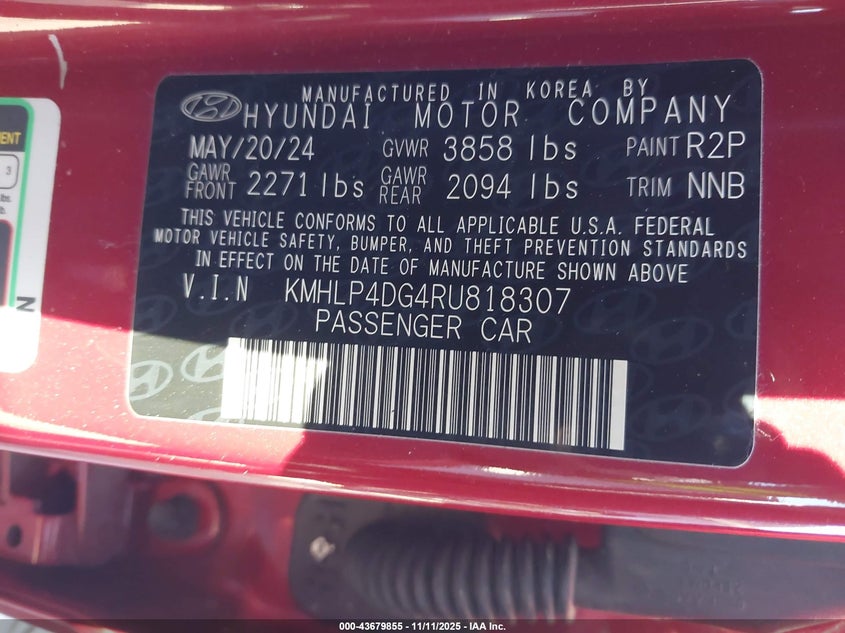 MANUFACTURED IN KOREA BY
HYUNDAI MOTOR COMPANY
MAY/20/24 GVWR 3858 lbs PAINT R2P
GAWR FRONT 2271 lbs GAWR REAR 2094 lbs TRIM NNB
THIS VEHICLE CONFORMS TO ALL APPLICABLE U.S.A. FEDERAL
MOTOR VEHICLE SAFETY, BUMPER, AND THEFT PREVENTION STANDARDS
IN EFFECT ON THE DATE OF MANUFACTURE SHOWN ABOVE
V.I.N KMHLP4DG4RU818307
PASSENGER CAR
3
lbs.
lb.
N
000-43679855 - 11/11/2025 - IAA Inc.